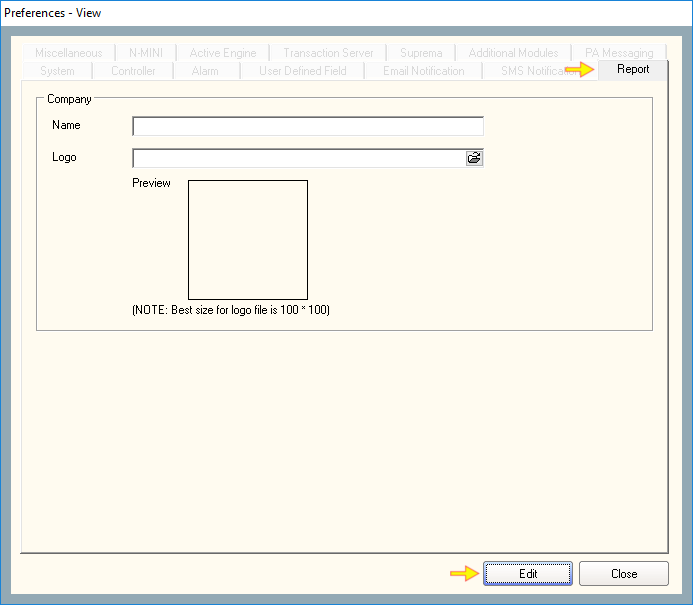 Preferences - View
Miscellaneous N-MINI Active Engine Transaction Server Suprema Additional Modules PA Messaging
System Controller Alarm User Defined Field Email Notification SMS Notification Report
Company
Name
Logo
Preview
(NOTE: Best size for logo file is 100 * 100)
Edit Close